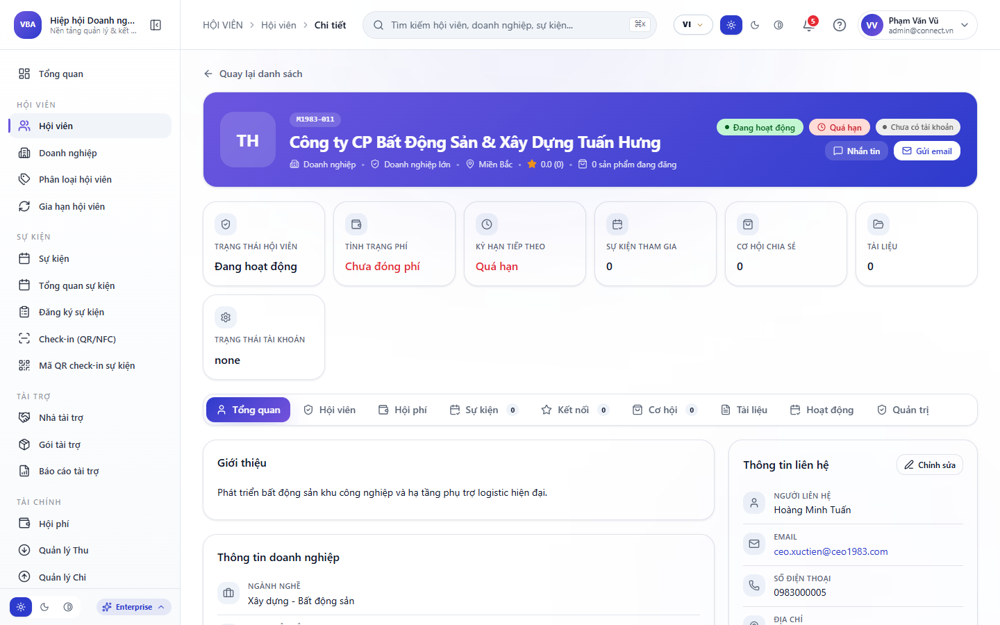 VBA
Hiệp hội Doanh ng...
Nền tảng quản lý & kết ...
HỘI VIÊN
Hội viên
Chi tiết
Tìm kiếm hội viên, doanh nghiệp, sự kiện...
⌘K
VI
5
VV
Phạm Văn Vũ
admin@connect.vn
Tổng quan
HỘI VIÊN
Hội viên
Doanh nghiệp
Phân loại hội viên
Gia hạn hội viên
SỰ KIỆN
Sự kiện
Tổng quan sự kiện
Đăng ký sự kiện
Check-in (QR/NFC)
Mã QR check-in sự kiện
TÀI TRỢ
Nhà tài trợ
Gói tài trợ
Báo cáo tài trợ
TÀI CHÍNH
Hội phí
Quản lý Thu
Quản lý Chi
Enterprise
Quay lại danh sách
TH
M1983-011
Công ty CP Bất Động Sản & Xây Dựng Tuấn Hưng
Doanh nghiệp • Doanh nghiệp lớn • Miền Bắc • 0.0 (0) • 0 sản phẩm đang đăng
Đang hoạt động
Quá hạn
Chưa có tài khoản
Nhắn tin
Gửi email
TRẠNG THÁI HỘI VIÊN
Đang hoạt động
TÌNH TRẠNG PHÍ
Chưa đóng phí
KỲ HẠN TIẾP THEO
Quá hạn
SỰ KIỆN THAM GIA
0
CƠ HỘI CHIA SẺ
0
TÀI LIỆU
0
TRẠNG THÁI TÀI KHOẢN
none
Tổng quan
Hội viên
Hội phí
Sự kiện 0
Kết nối 0
Cơ hội 0
Tài liệu
Hoạt động
Quản trị
Giới thiệu
Phát triển bất động sản khu công nghiệp và hạ tầng phụ trợ logistic hiện đại.
Thông tin doanh nghiệp
NGÀNH NGHỀ
Xây dựng - Bất động sản
Thông tin liên hệ
Chỉnh sửa
NGƯỜI LIÊN HỆ
Hoàng Minh Tuấn
EMAIL
ceo.xuctien@ceo1983.com
SỐ ĐIỆN THOẠI
0983000005
ĐỊA CHỈ